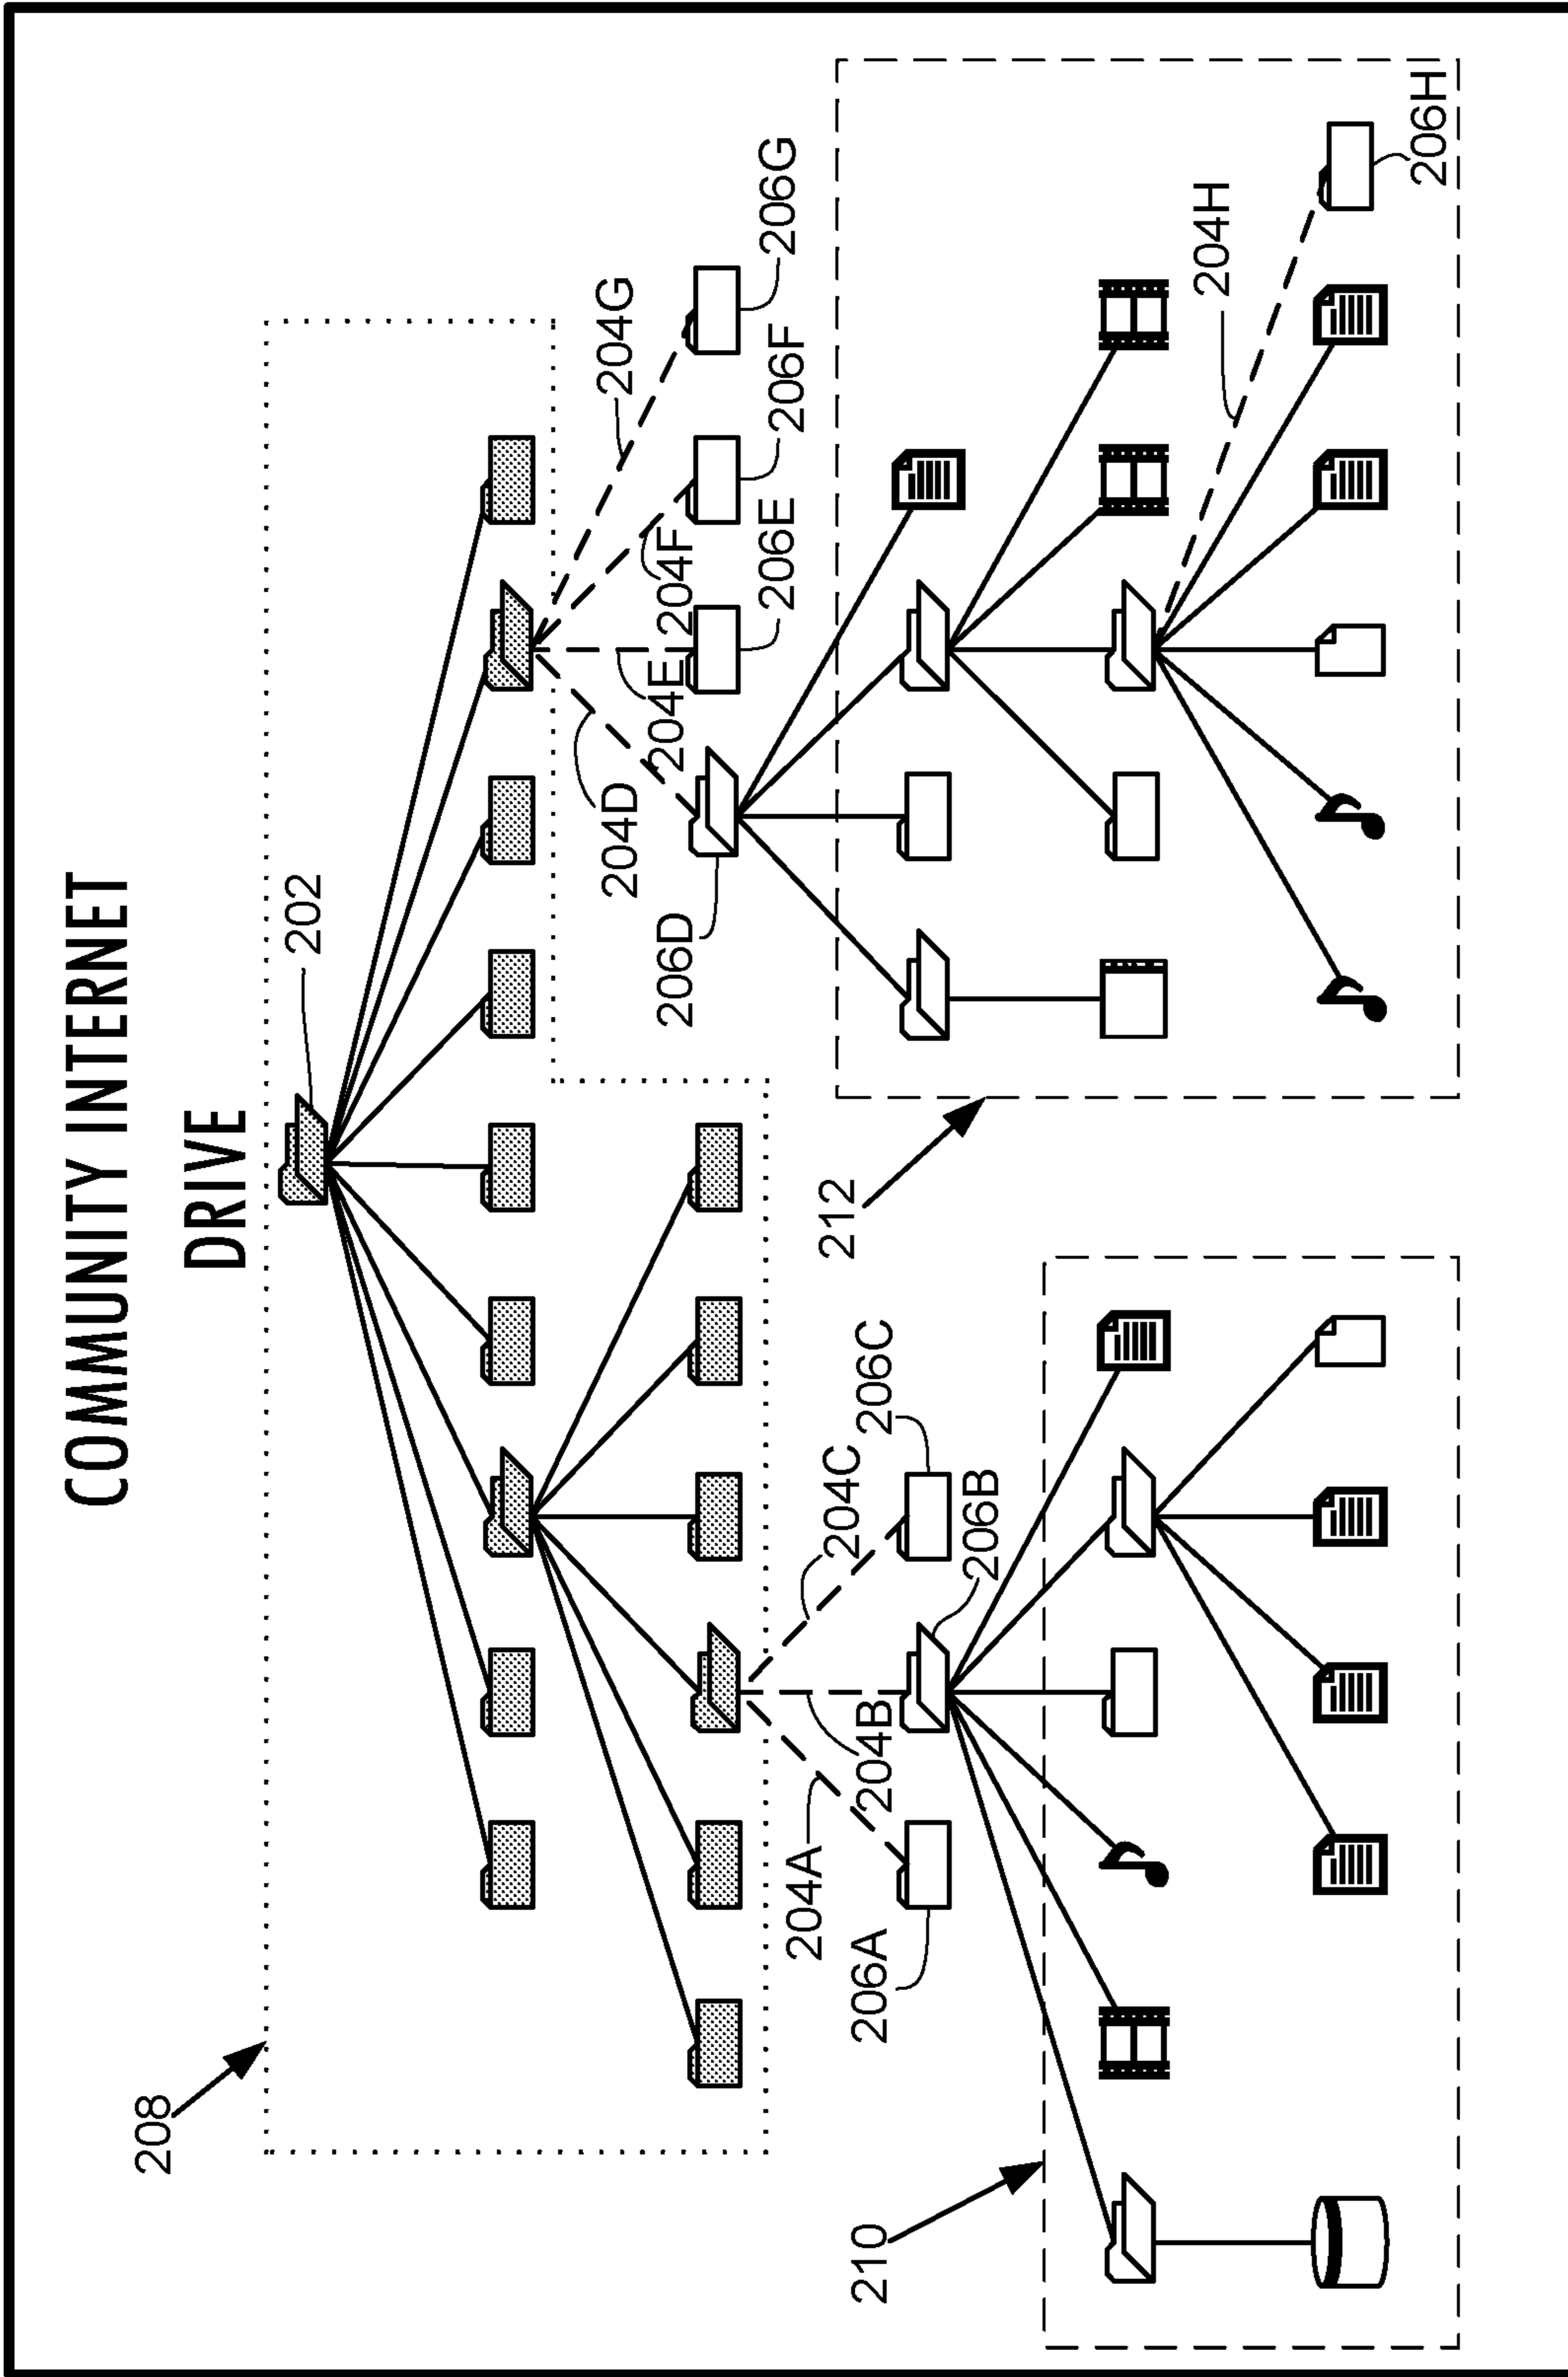 COMMUNITY INTERNET
DRIVE
208
202
204G
206G
204D
204F
206F
204E
206E
206D
204A
204C
212
204H
206A
204B
206C
206B
210
206H